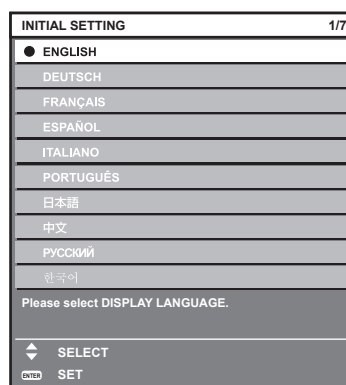 INITIAL SETTING 1/7
ENGLISH
DEUTSCH
FRANÇAIS
ESPAÑOL
ITALIANO
PORTUGUÊS
日本語
中文
РУССКИЙ
한국어
Please select DISPLAY LANGUAGE.
SELECT
ENTER SET